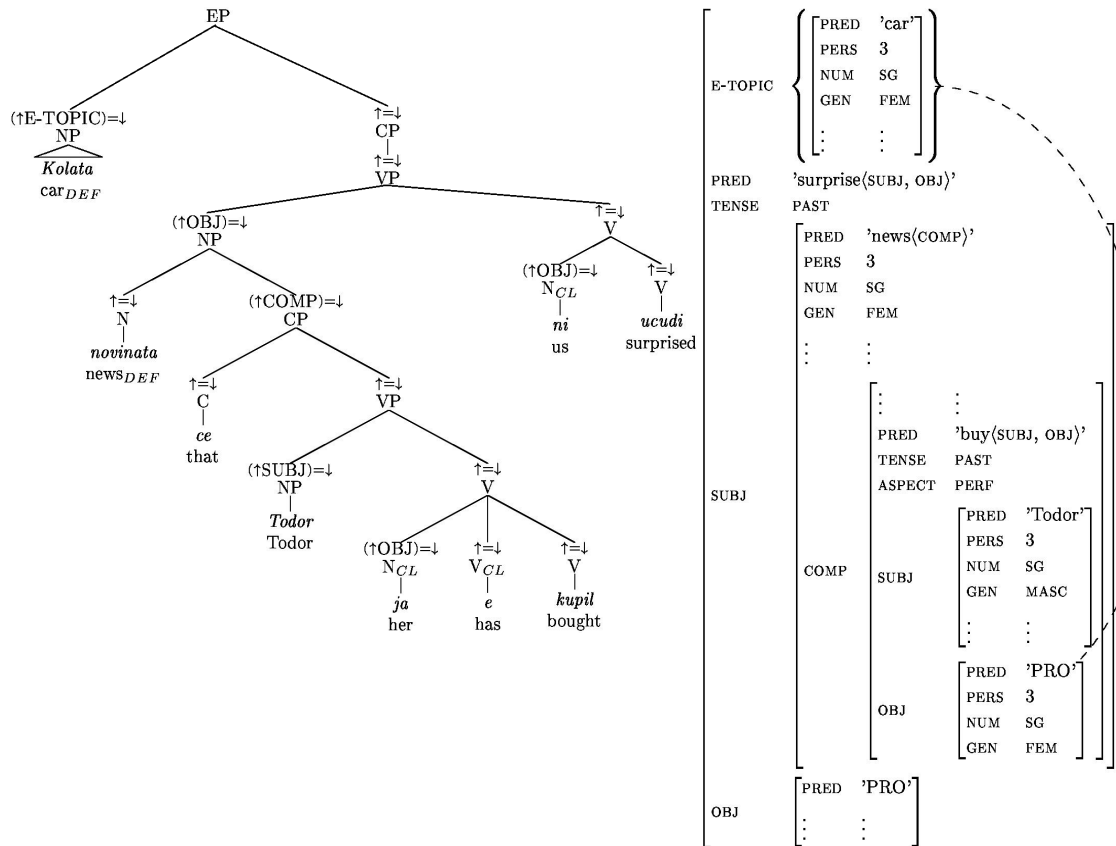 EP
(↑E-TOPIC)=↓
NP
Kolata
car_DEF
↑=↓
CP
↑=↓
VP
(↑OBJ)=↓
NP
↑=↓
V
↑=↓
N
novinata
news_DEF
(↑COMP)=↓
CP
(↑OBJ)=↓
N_CL
ni
us
↑=↓
V
ucudi
surprised
↑=↓
C
ce
that
↑=↓
VP
(↑SUBJ)=↓
NP
Todor
Todor
↑=↓
V
(↑OBJ)=↓
N_CL
ja
her
↑=↓
V_CL
e
has
↑=↓
V
kupil
bought
E-TOPIC
PRED 'car'
PERS 3
NUM SG
GEN FEM
⋮ ⋮
PRED 'surprise⟨SUBJ, OBJ⟩'
TENSE PAST
SUBJ
PRED 'news⟨COMP⟩'
PERS 3
NUM SG
GEN FEM
⋮ ⋮
COMP
⋮ ⋮
PRED 'buy⟨SUBJ, OBJ⟩'
TENSE PAST
ASPECT PERF
SUBJ
PRED 'Todor'
PERS 3
NUM SG
GEN MASC
⋮ ⋮
OBJ
PRED 'PRO'
PERS 3
NUM SG
GEN FEM
OBJ
PRED 'PRO'
⋮ ⋮